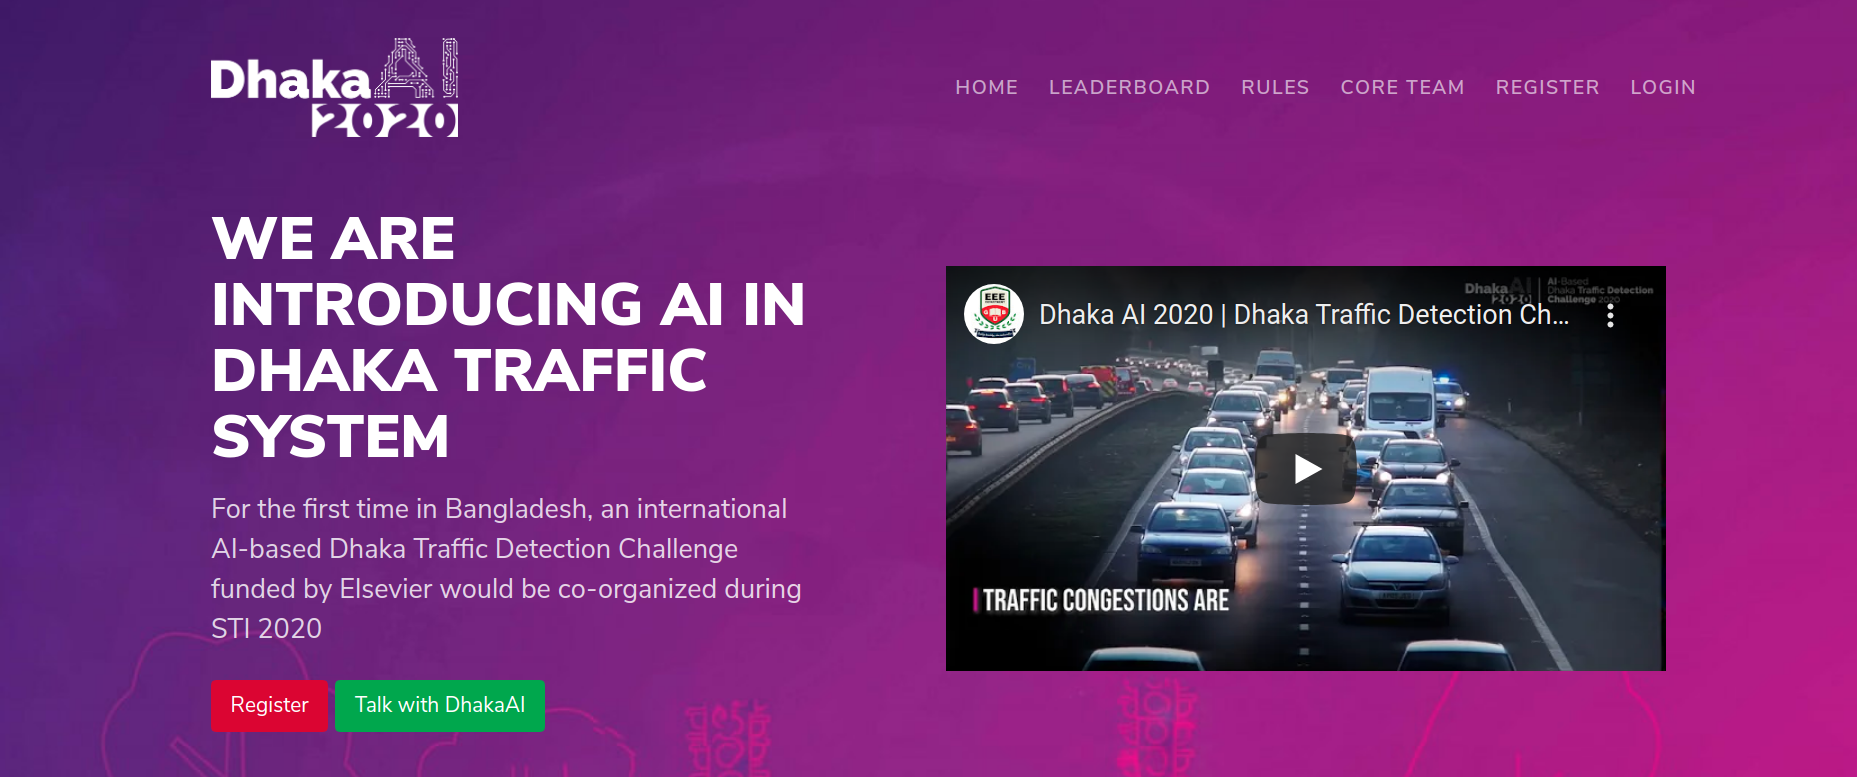 DhakaAI
2020
HOME LEADERBOARD RULES CORE TEAM REGISTER LOGIN
WE ARE
INTRODUCING AI IN
DHAKA TRAFFIC
SYSTEM
For the first time in Bangladesh, an international
AI-based Dhaka Traffic Detection Challenge
funded by Elsevier would be co-organized during
STI 2020
Register Talk with DhakaAI
EEE
G U B
Dhaka AI 2020 | Dhaka Traffic Detection Ch...
DhakaAI
2020
AI-Based
Dhaka Traffic Detection
Challenge 2020
TRAFFIC CONGESTIONS ARE